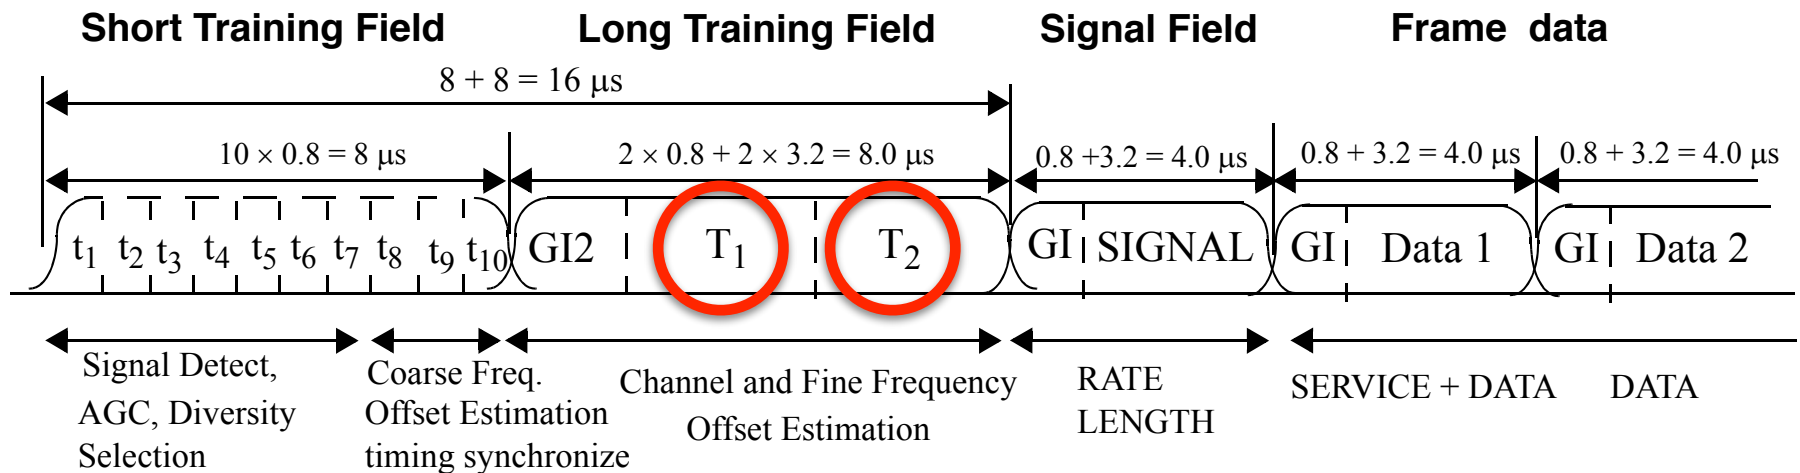 Short Training Field Long Training Field Signal Field Frame data
8 + 8 = 16 μs
10 × 0.8 = 8 μs 2 × 0.8 + 2 × 3.2 = 8.0 μs 0.8 +3.2 = 4.0 μs 0.8 + 3.2 = 4.0 μs 0.8 + 3.2 = 4.0 μs
t1 t2 t3 t4 t5 t6 t7 t8 t9 t10 GI2 T1 T2 GI SIGNAL GI Data 1 GI Data 2
Signal Detect,
AGC, Diversity
Selection
Coarse Freq.
Offset Estimation
timing synchronize
Channel and Fine Frequency
Offset Estimation
RATE
LENGTH
SERVICE + DATA DATA